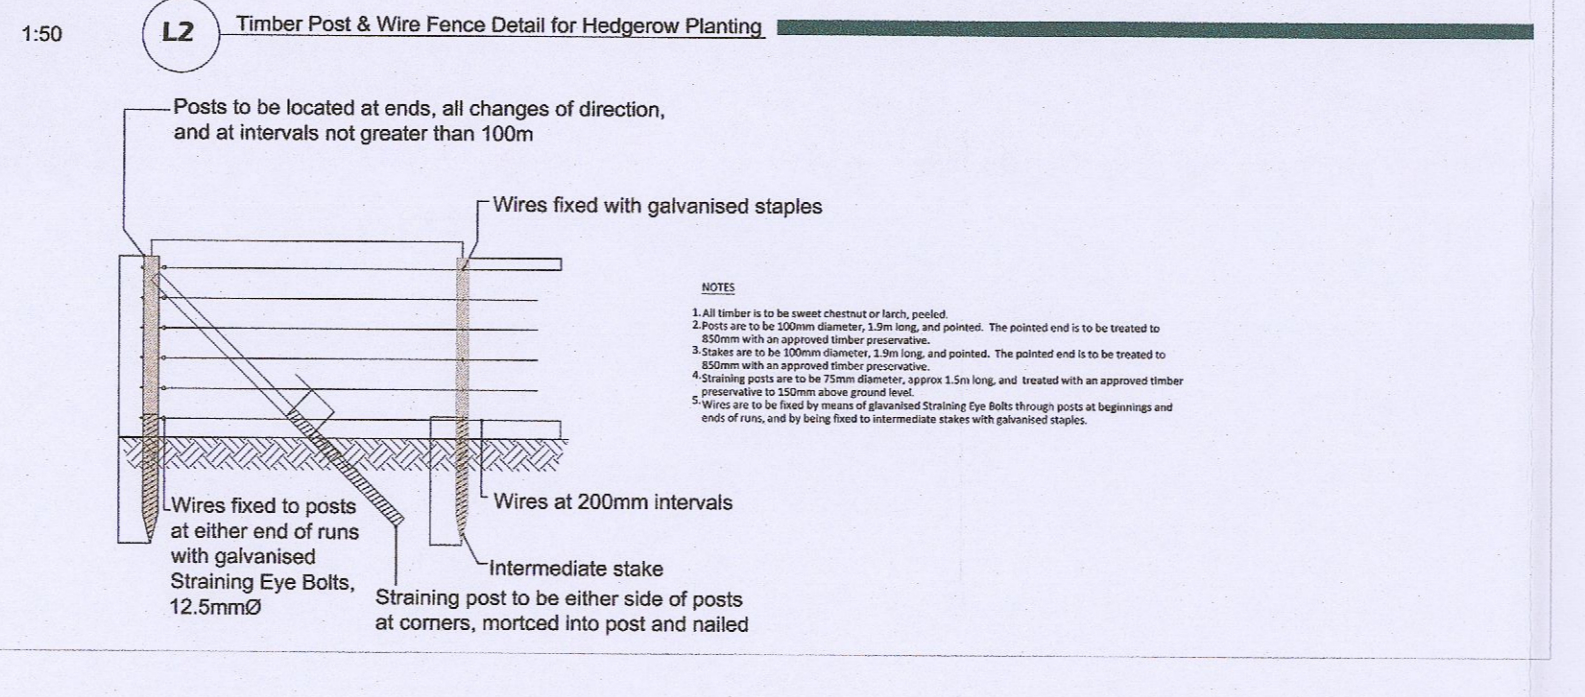 1:50
L2
Timber Post & Wire Fence Detail for Hedgerow Planting
Posts to be located at ends, all changes of direction,
and at intervals not greater than 100m
Wires fixed with galvanised staples
NOTES
1. All timber is to be sweet chestnut or larch, peeled.
2. Posts are to be 100mm diameter, 1.9m long, and pointed. The pointed end is to be treated to
850mm with an approved timber preservative.
3. Stakes are to be 100mm diameter, 1.9m long, and pointed. The pointed end is to be treated to
850mm with an approved timber preservative.
4. Straining posts are to be 75mm diameter, approx 1.5m long, and treated with an approved timber
preservative to 150mm above ground level.
5. Wires are to be fixed by means of glavanised Straining Eye Bolts through posts at beginnings and
ends of runs, and by being fixed to intermediate stakes with galvanised staples.
Wires fixed to posts
at either end of runs
with galvanised
Straining Eye Bolts,
12.5mmØ
Wires at 200mm intervals
Intermediate stake
Straining post to be either side of posts
at corners, mortced into post and nailed